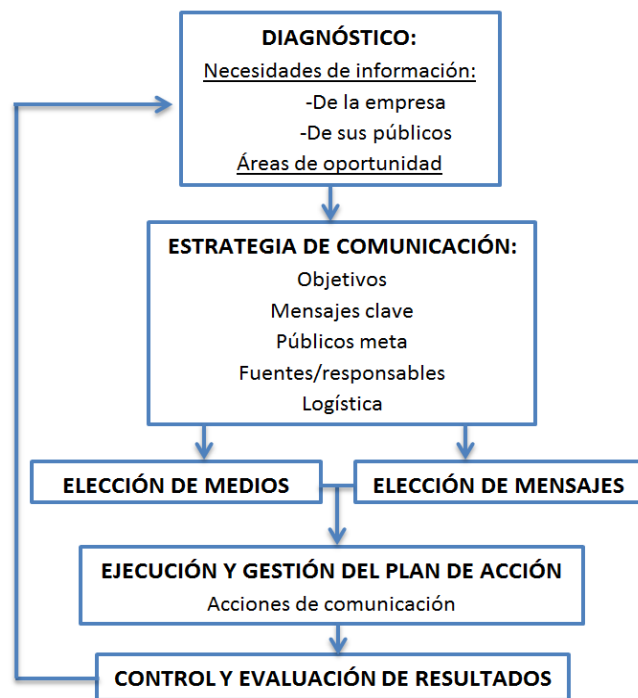 DIAGNÓSTICO:
Necesidades de información:
-De la empresa
-De sus públicos
Áreas de oportunidad
ESTRATEGIA DE COMUNICACIÓN:
Objetivos
Mensajes clave
Públicos meta
Fuentes/responsables
Logística
ELECCIÓN DE MEDIOS
ELECCIÓN DE MENSAJES
EJECUCIÓN Y GESTIÓN DEL PLAN DE ACCIÓN
Acciones de comunicación
CONTROL Y EVALUACIÓN DE RESULTADOS